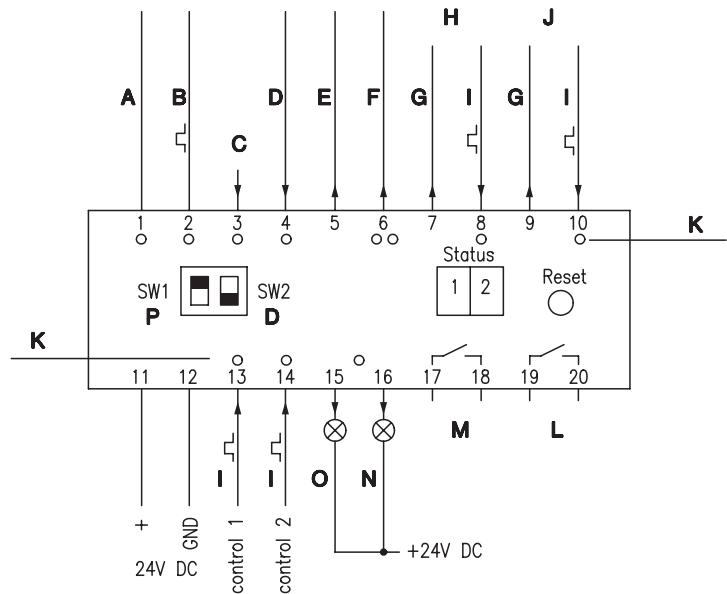 H J
A B D E F G I G I
C
1 2 3 4 5 6 7 8 9 10
K
Status
1 2
Reset
SW1 SW2
P D
K
11 12 13 14 15 16 17 18 19 20
M L
I I O N
+ GND control 1 control 2
+24V DC
24V DC